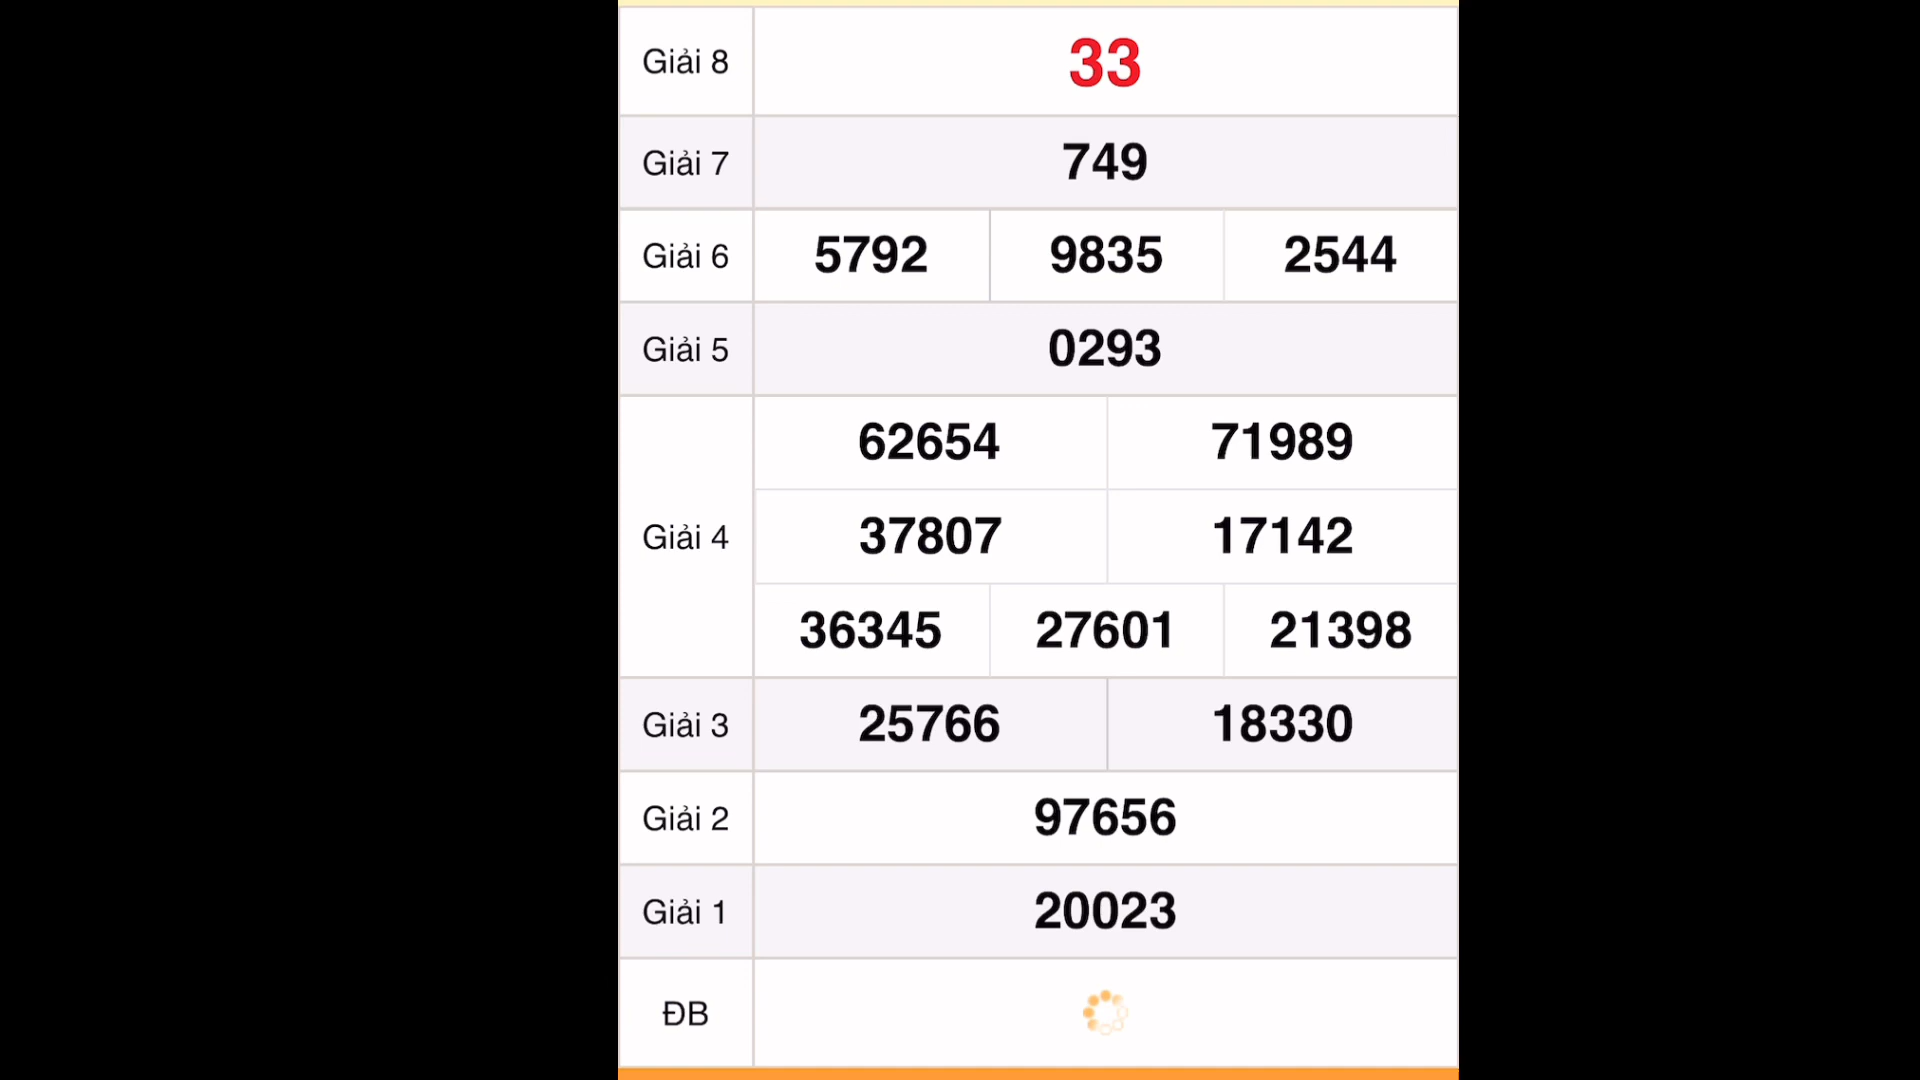 Giải 8 33
Giải 7 749
Giải 6 5792 9835 2544
Giải 5 0293
62654 71989
Giải 4 37807 17142
36345 27601 21398
Giải 3 25766 18330
Giải 2 97656
Giải 1 20023
ĐB